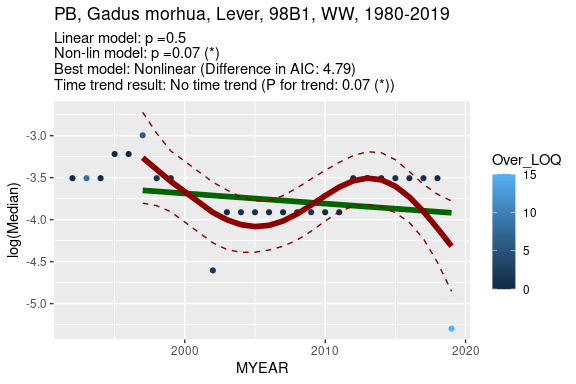 PB, Gadus morhua, Lever, 98B1, WW, 1980-2019
Linear model: p =0.5
Non-lin model: p =0.07 (*)
Best model: Nonlinear (Difference in AIC: 4.79)
Time trend result: No time trend (P for trend: 0.07 (*))
log(Median)
-3.0
-3.5
-4.0
-4.5
-5.0
2000
2010
2020
MYEAR
Over_LOQ
15
10
5
0